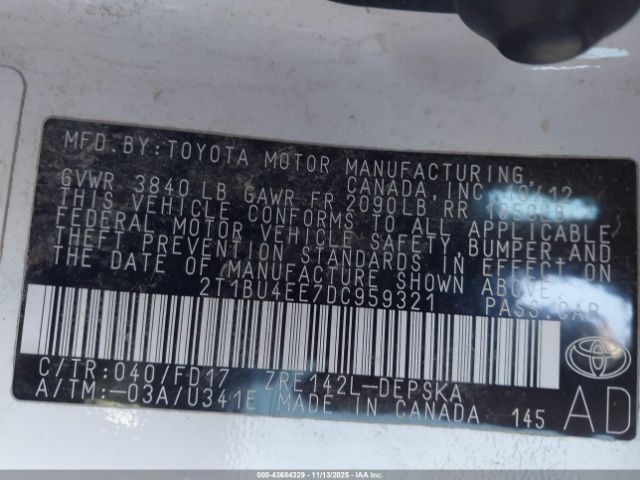 MFD.BY:TOYOTA MOTOR MANUFACTURING
CANADA, INC. 10/12
GVWR 3840 LB GAWR FR 2090LB RR
THIS VEHICLE CONFORMS TO ALL APPLICABLE
FEDERAL MOTOR VEHICLE SAFETY, BUMPER AND
THEFT PREVENTION STANDARDS IN EFFECT ON
THE DATE OF MANUFACTURE SHOWN ABOVE.
2T1BU4EE7DC959321 PASS.CAR
C/TR:040/FD17 ZRE142L-DEPSKA
A/TM:-03A/U341E MADE IN CANADA 145
AD
TOYOTA
000-43684329 - 11/13/2025 - IAAI.COM